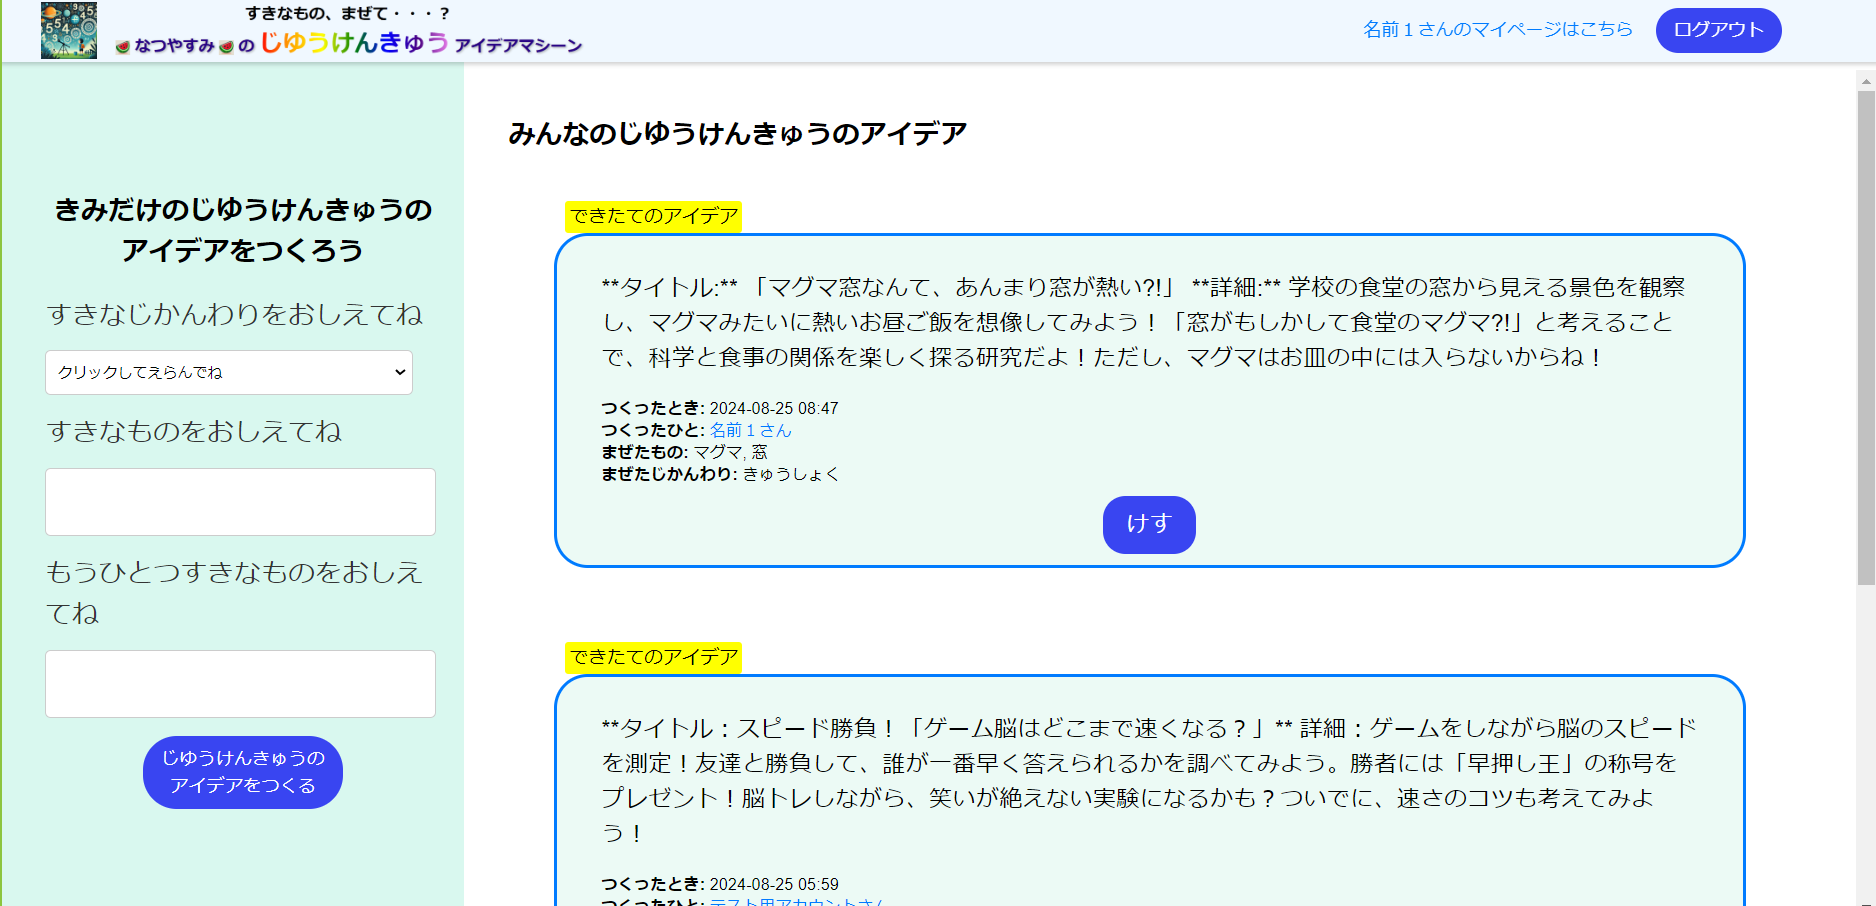 すきなもの、まぜて・・・？
🍉なつやすみ🍉の じゆうけんきゅう アイデアマシーン
名前１さんのマイページはこちら
ログアウト
きみだけのじゆうけんきゅうの
アイデアをつくろう
すきなじかんわりをおしえてね
クリックしてえらんでね
すきなものをおしえてね
もうひとつすきなものをおしえ
てね
じゆうけんきゅうの
アイデアをつくる
みんなのじゆうけんきゅうのアイデア
できたてのアイデア
**タイトル:** 「マグマ窓なんて、あんまり窓が熱い?!」 **詳細:** 学校の食堂の窓から見える景色を観察
し、マグマみたいに熱いお昼ご飯を想像してみよう！「窓がもしかして食堂のマグマ?!」と考えること
で、科学と食事の関係を楽しく探る研究だよ！ただし、マグマはお皿の中には入らないからね！
つくったとき: 2024-08-25 08:47
つくったひと: 名前１さん
まぜたもの: マグマ, 窓
まぜたじかんわり: きゅうしょく
けす
できたてのアイデア
**タイトル：スピード勝負！「ゲーム脳はどこまで速くなる？」** 詳細：ゲームをしながら脳のスピード
を測定！友達と勝負して、誰が一番早く答えられるかを調べてみよう。勝者には「早押し王」の称号を
プレゼント！脳トレしながら、笑いが絶えない実験になるかも？ついでに、速さのコツも考えてみよ
う！
つくったとき: 2024-08-25 05:59
つくったひと: テスト用アカウントさん